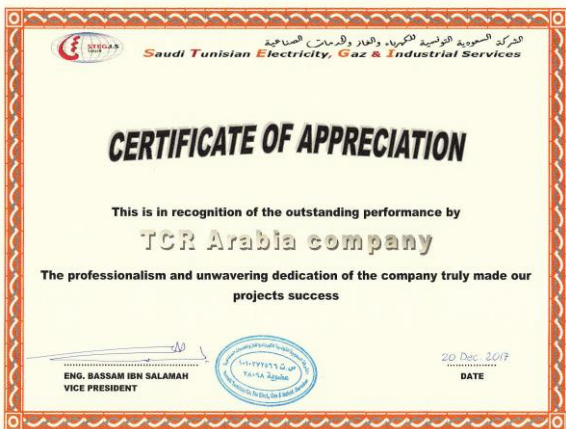 STEGAIS
الشركة السعودية التونسية للكهرباء والغاز والخدمات الصناعية
Saudi Tunisian Electricity, Gaz & Industrial Services
CERTIFICATE OF APPRECIATION
This is in recognition of the outstanding performance by
TCR Arabia company
The professionalism and unwavering dedication of the company truly made our
projects success
ENG. BASSAM IBN SALAMAH
VICE PRESIDENT
20 Dec. 2017
DATE